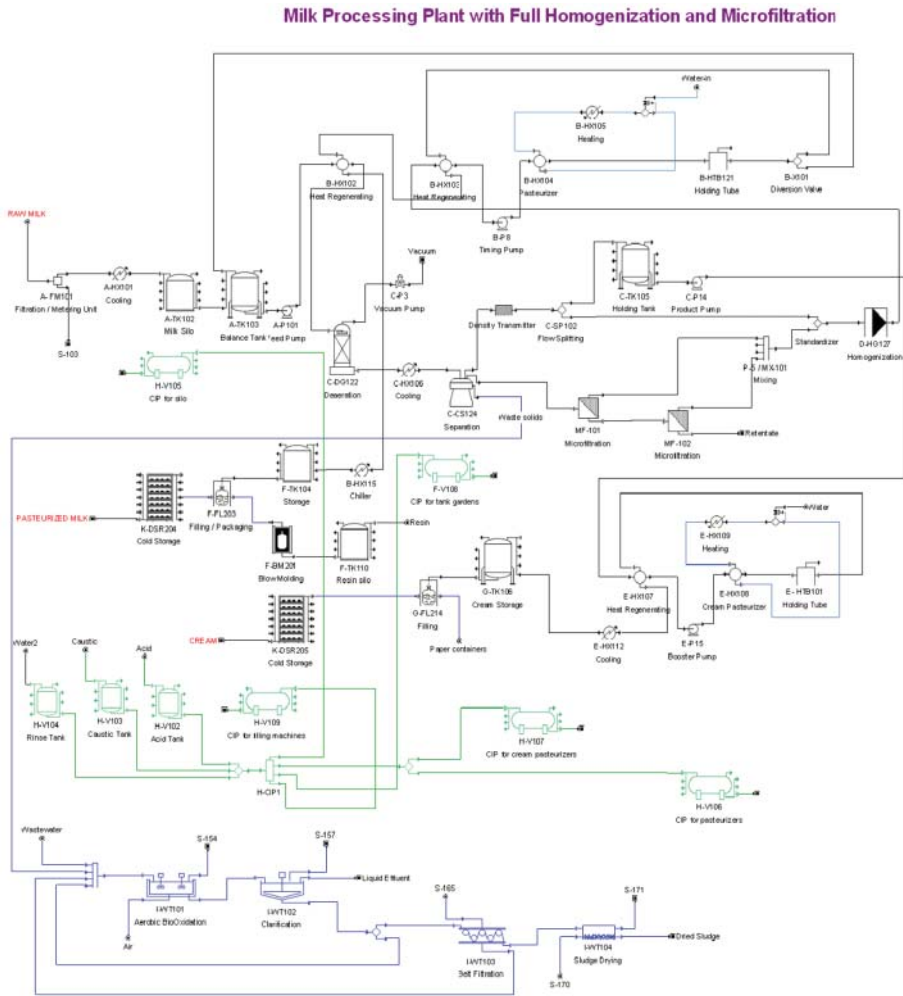 Milk Processing Plant with Full Homogenization and Microfiltration
Water-in
B-HX105
Heating
B-HX102
Heat Regenerating
B-HX103
Heat Regenerating
B-HX104
Pasteurizer
B-HTB121
Holding Tube
B-X101
Diversion Valve
RAW MILK
B-P8
Timing Pump
A-FM101
Filtration / Metering Unit
A-HX101
Cooling
A-TK102
Milk Silo
A-TK103
Balance Tank
A-P101
Feed Pump
Vacuum
C-P3
Vacuum Pump
C-TK105
Holding Tank
C-P14
Product Pump
Density Transmitter
C-SP102
Flow Splitting
Standardizer
D-HG127
Homogenization
S-103
H-V105
CIP for silo
C-DG122
Deaeration
C-HX106
Cooling
C-CS124
Separation
P-5 / MX-101
Mixing
Waste solids
MF-101
Microfiltration
MF-102
Microfiltration
Retentate
F-TK104
Storage
B-HX115
Chiller
F-V108
CIP for tank gardens
PASTEURIZED MILK
K-DSR204
Cold Storage
F-FL203
Filling / Packaging
Resin
F-BM201
Blow Molding
F-TK110
Resin silo
G-TK106
Cream Storage
E-HX109
Heating
Water
E-HX107
Heat Regenerating
E-HX108
Cream Pasteurizer
E- HTB101
Holding Tube
G-FL214
Filling
CREAM
K-DSR205
Cold Storage
Paper containers
E-HX112
Cooling
E-P15
Booster Pump
Water2
Caustic
Acid
H-V104
Rinse Tank
H-V103
Caustic Tank
H-V102
Acid Tank
H-V109
CIP for filling machines
H-V107
CIP for cream pasteurizers
H-OP1
H-V106
CIP for pasteurizers
Wastewater
S-154
S-157
I-WT101
Aerobic BioOxidation
Air
I-WT102
Clarification
Liquid Effluent
S-165
S-171
I-WT103
Belt Filtration
I-WT104
Sludge Drying
Dried Sludge
S-170